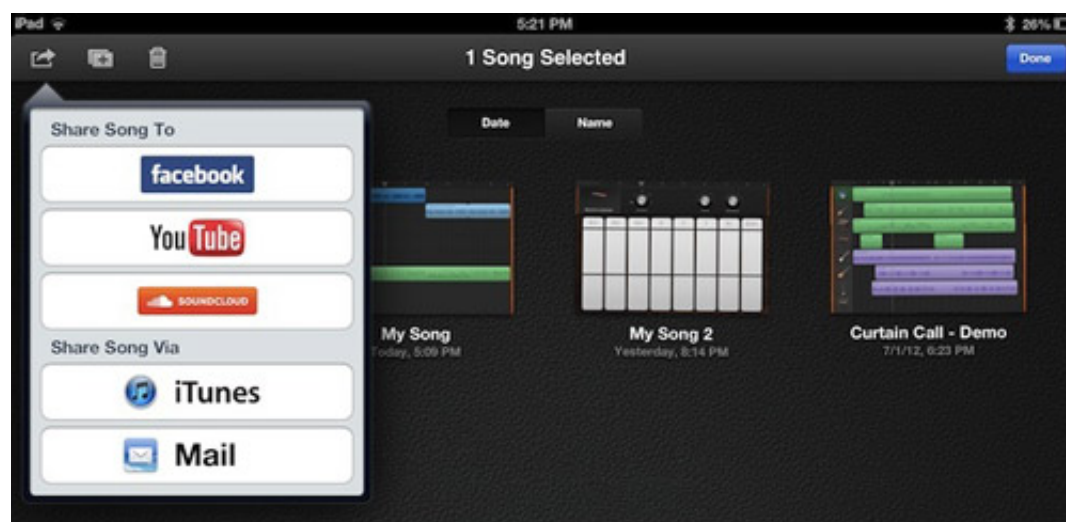 iPad 5:21 PM 26%
1 Song Selected Done
Date Name
Share Song To
facebook
YouTube
SOUNDCLOUD
Share Song Via
iTunes
Mail
My Song
Today, 5:09 PM
My Song 2
Yesterday, 8:14 PM
Curtain Call - Demo
7/1/12, 6:23 PM